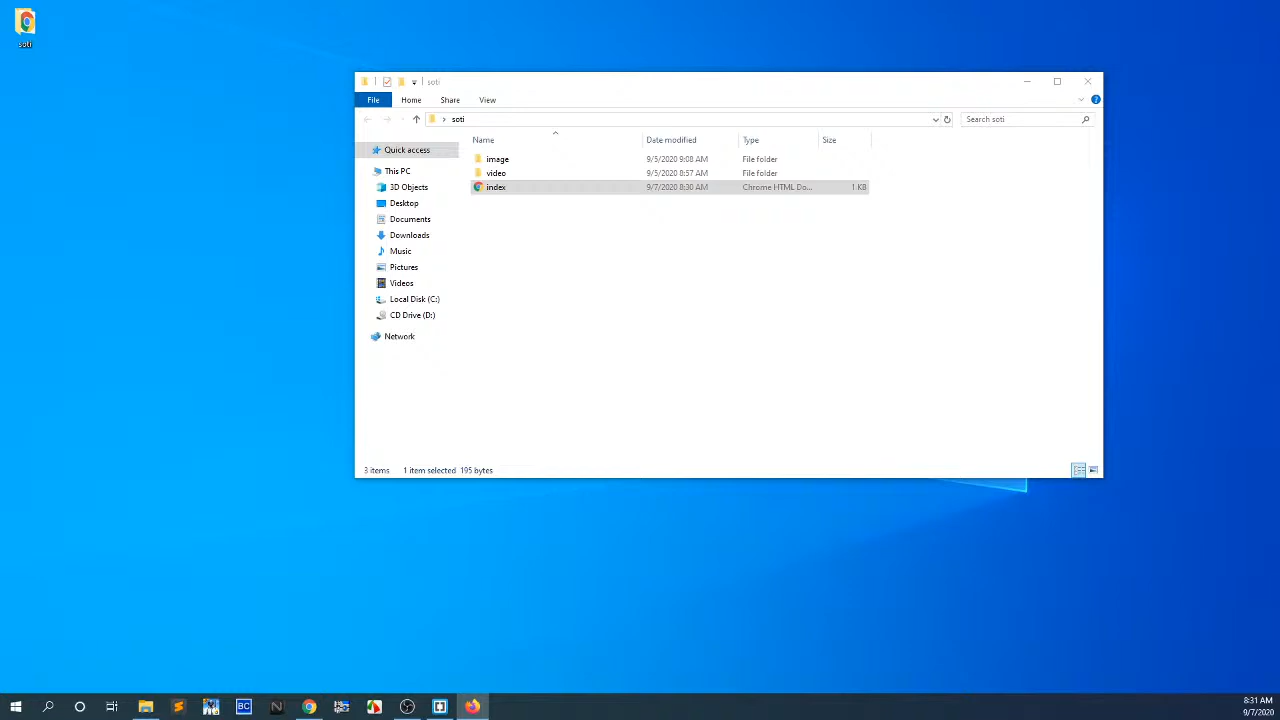 soti
soti
File Home Share View
soti Search soti
Name Date modified Type Size
Quick access
image 9/5/2020 9:08 AM File folder
video 9/5/2020 8:57 AM File folder
index 9/7/2020 8:30 AM Chrome HTML Do... 1 KB
This PC
3D Objects
Desktop
Documents
Downloads
Music
Pictures
Videos
Local Disk (C:)
CD Drive (D:)
Network
3 items 1 item selected 195 bytes
BC
N
8:31 AM
9/7/2020